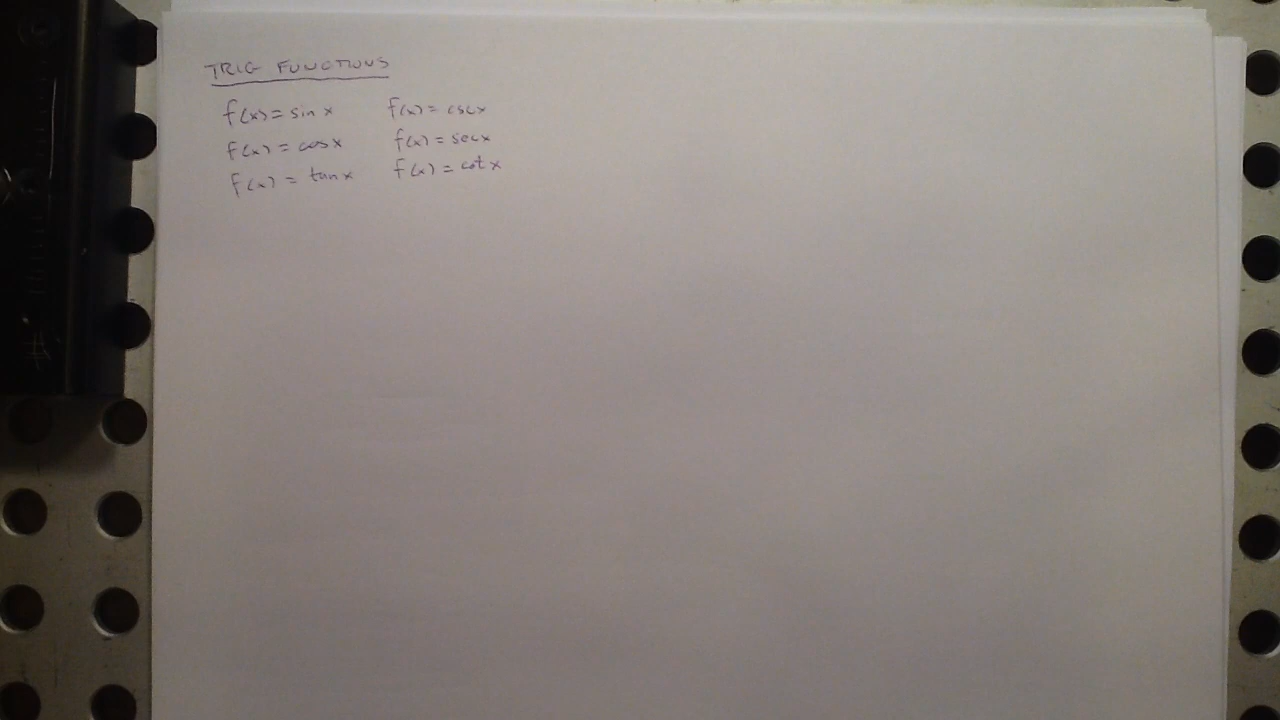 TRIG FUNCTIONS
f(x) = sin x f(x) = csc x
f(x) = cos x f(x) = sec x
f(x) = tan x f(x) = cot x